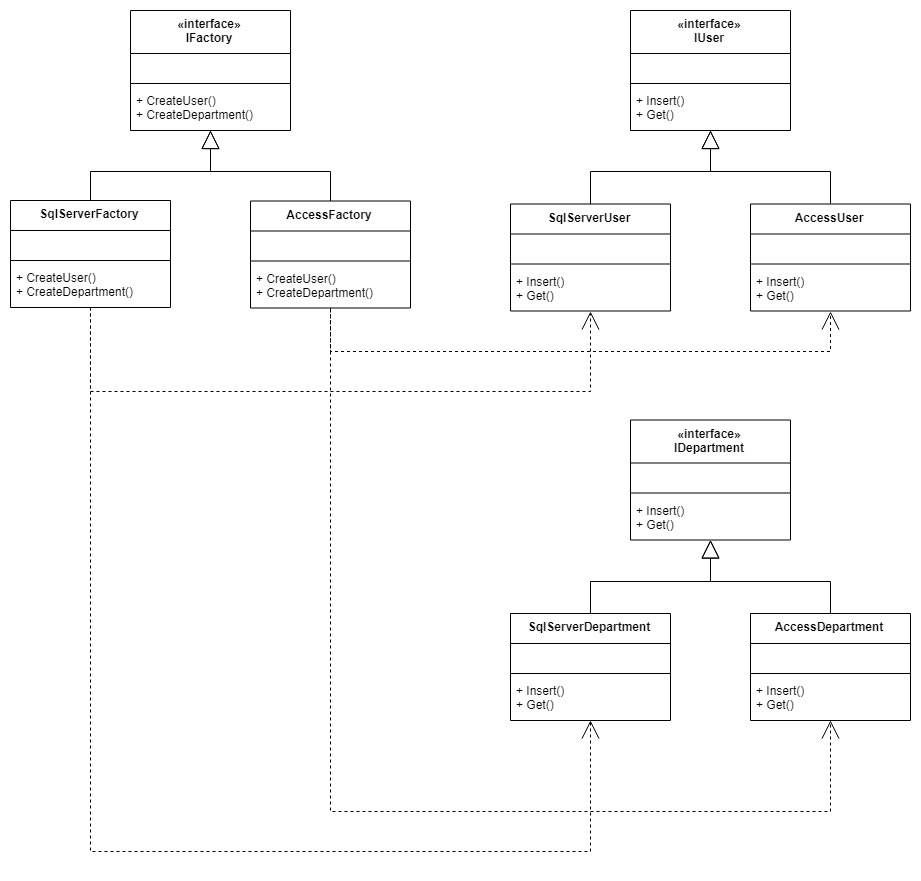 «interface»
IFactory
+ CreateUser()
+ CreateDepartment()
«interface»
IUser
+ Insert()
+ Get()
SqlServerFactory
+ CreateUser()
+ CreateDepartment()
AccessFactory
+ CreateUser()
+ CreateDepartment()
SqlServerUser
+ Insert()
+ Get()
AccessUser
+ Insert()
+ Get()
«interface»
IDepartment
+ Insert()
+ Get()
SqlServerDepartment
+ Insert()
+ Get()
AccessDepartment
+ Insert()
+ Get()